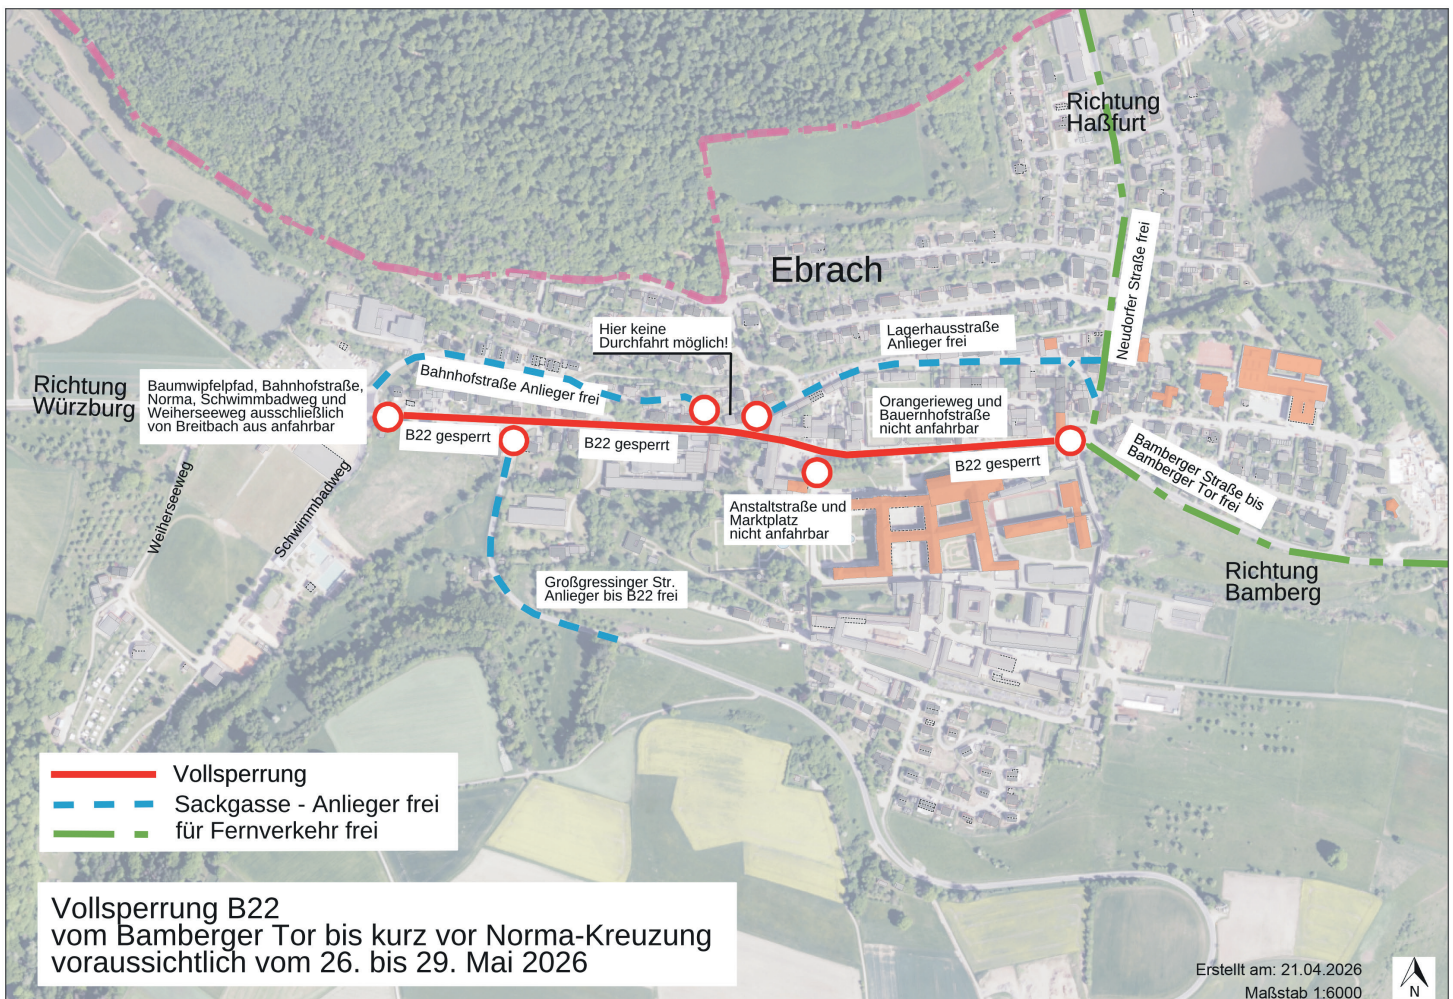 Richtung
Haßfurt
Neudorfer Straße frei
Ebrach
Hier keine
Durchfahrt möglich!
Lagerhausstraße
Anlieger frei
Richtung
Würzburg
Baumwipfelpfad, Bahnhofstraße,
Norma, Schwimmbadweg und
Weiherseeweg ausschließlich
von Breitbach aus anfahrbar
Bahnhofstraße Anlieger frei
Orangerieweg und
Bauernhofstraße
nicht anfahrbar
B22 gesperrt
B22 gesperrt
B22 gesperrt
Bamberger Straße bis
Bamberger Tor frei
Weiherseeweg
Schwimmbadweg
Anstaltstraße und
Marktplatz
nicht anfahrbar
Großgressinger Str.
Anlieger bis B22 frei
Richtung
Bamberg
Vollsperrung
Sackgasse - Anlieger frei
für Fernverkehr frei
Vollsperrung B22
vom Bamberger Tor bis kurz vor Norma-Kreuzung
voraussichtlich vom 26. bis 29. Mai 2026
Erstellt am: 21.04.2026
Maßstab 1:6000
N